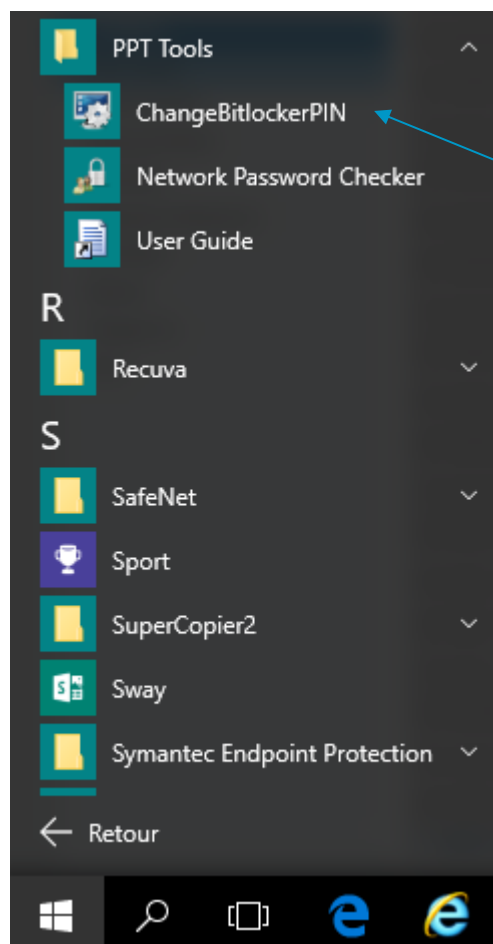 PPT Tools
ChangeBitlockerPIN
Network Password Checker
User Guide
R
Recuva
S
SafeNet
Sport
SuperCopier2
Sway
Symantec Endpoint Protection
Retour